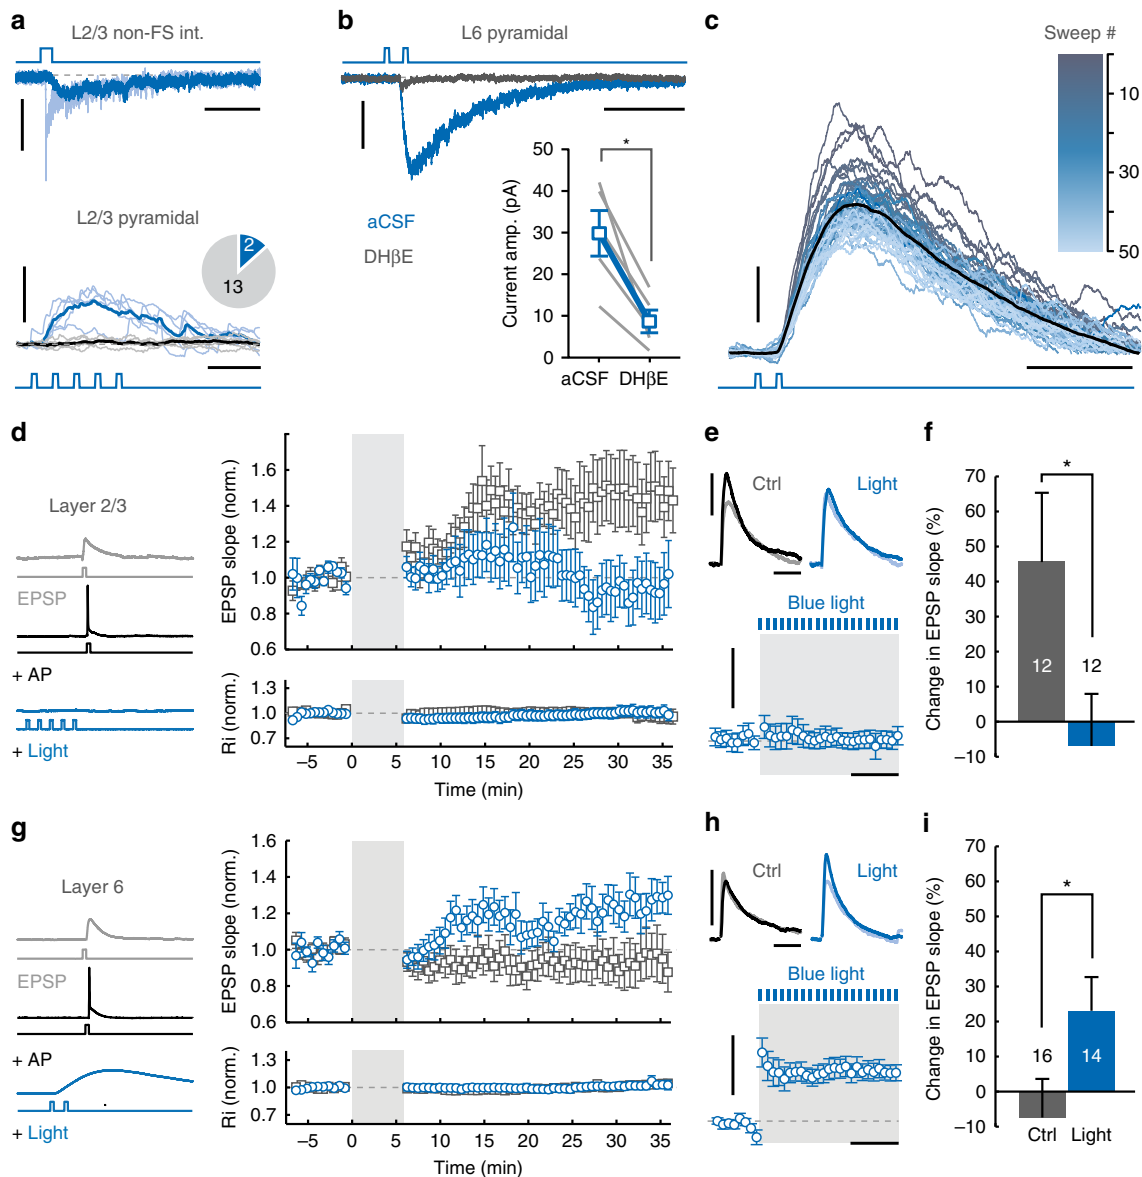 a
L2/3 non-FS int.
L2/3 pyramidal
2
13
b
L6 pyramidal
aCSF
DHβE
Current amp. (pA)
50
40
30
20
10
0
*
aCSF DHβE
c
Sweep #
10
30
50
d
Layer 2/3
EPSP
+ AP
+ Light
EPSP slope (norm.)
1.6
1.4
1.2
1.0
0.8
0.6
Ri (norm.)
1.3
1.0
0.7
–5 0 5 10 15 20 25 30 35
Time (min)
e
Ctrl
Light
Blue light
f
Change in EPSP slope (%)
70
60
50
40
30
20
10
0
–10
*
12 12
g
Layer 6
EPSP
+ AP
+ Light
EPSP slope (norm.)
1.6
1.4
1.2
1.0
0.8
0.6
Ri (norm.)
1.3
1.0
0.7
–5 0 5 10 15 20 25 30 35
Time (min)
h
Ctrl
Light
Blue light
i
Change in EPSP slope (%)
70
60
50
40
30
20
10
0
–10
*
16 14
Ctrl Light